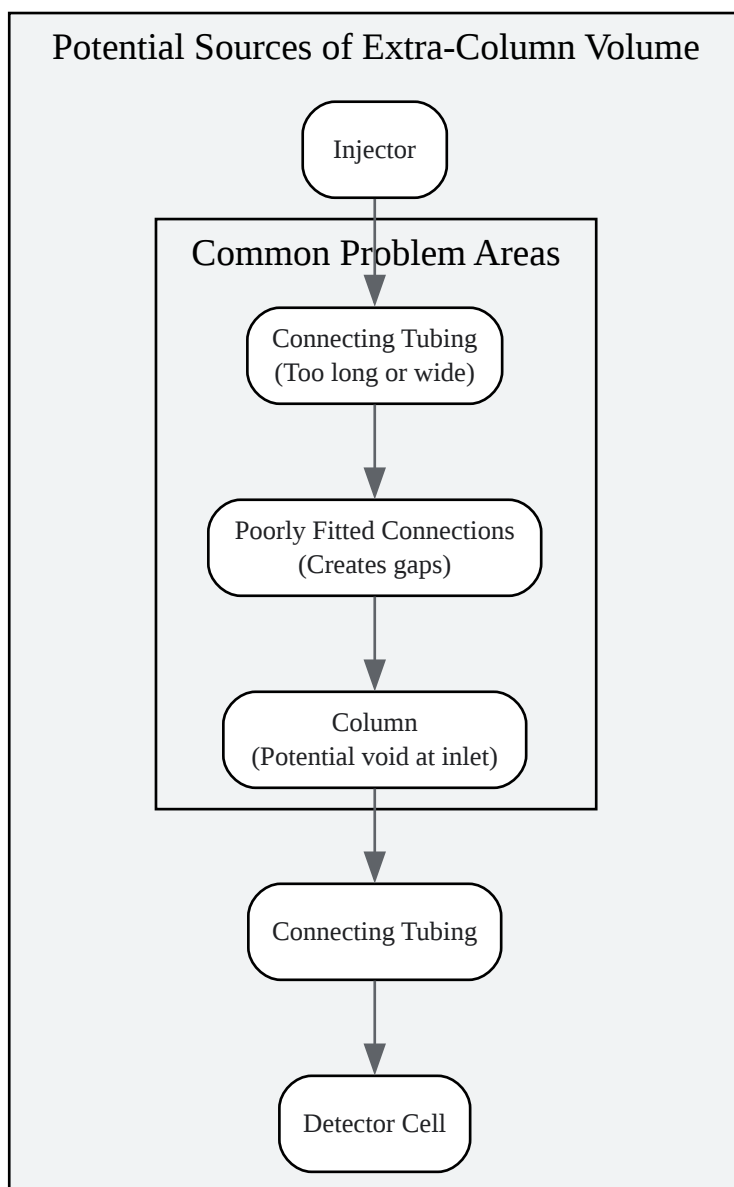 Potential Sources of Extra-Column Volume
Injector
Common Problem Areas
Connecting Tubing
(Too long or wide)
Poorly Fitted Connections
(Creates gaps)
Column
(Potential void at inlet)
Connecting Tubing
Detector Cell